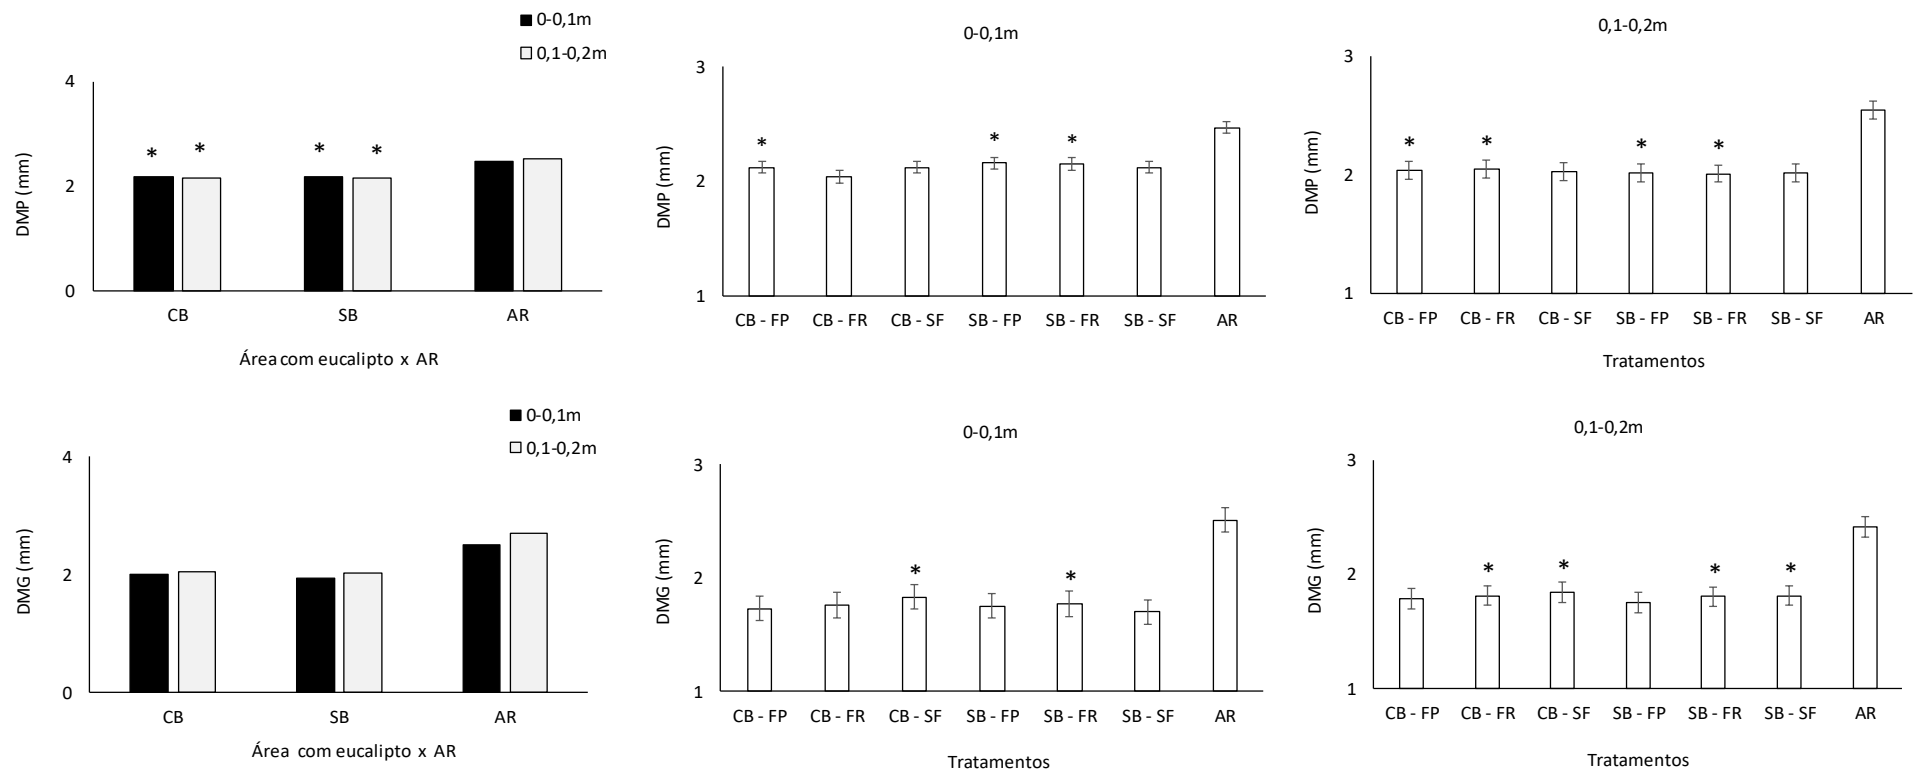 0-0,1m
0,1-0,2m
4
2
0
DMP (mm)
* * * *
CB SB AR
Área com eucalipto x AR
0-0,1m
3
2
1
DMP (mm)
* * *
CB - FP CB - FR CB - SF SB - FP SB - FR SB - SF AR
0,1-0,2m
3
2
1
DMP (mm)
* * * *
CB - FP CB - FR CB - SF SB - FP SB - FR SB - SF AR
Tratamentos
0-0,1m
0,1-0,2m
4
2
0
DMG (mm)
CB SB AR
Área com eucalipto x AR
0-0,1m
3
2
1
DMG (mm)
* *
CB - FP CB - FR CB - SF SB - FP SB - FR SB - SF AR
Tratamentos
0,1-0,2m
3
2
1
DMG (mm)
* * * *
CB - FP CB - FR CB - SF SB - FP SB - FR SB - SF AR
Tratamentos